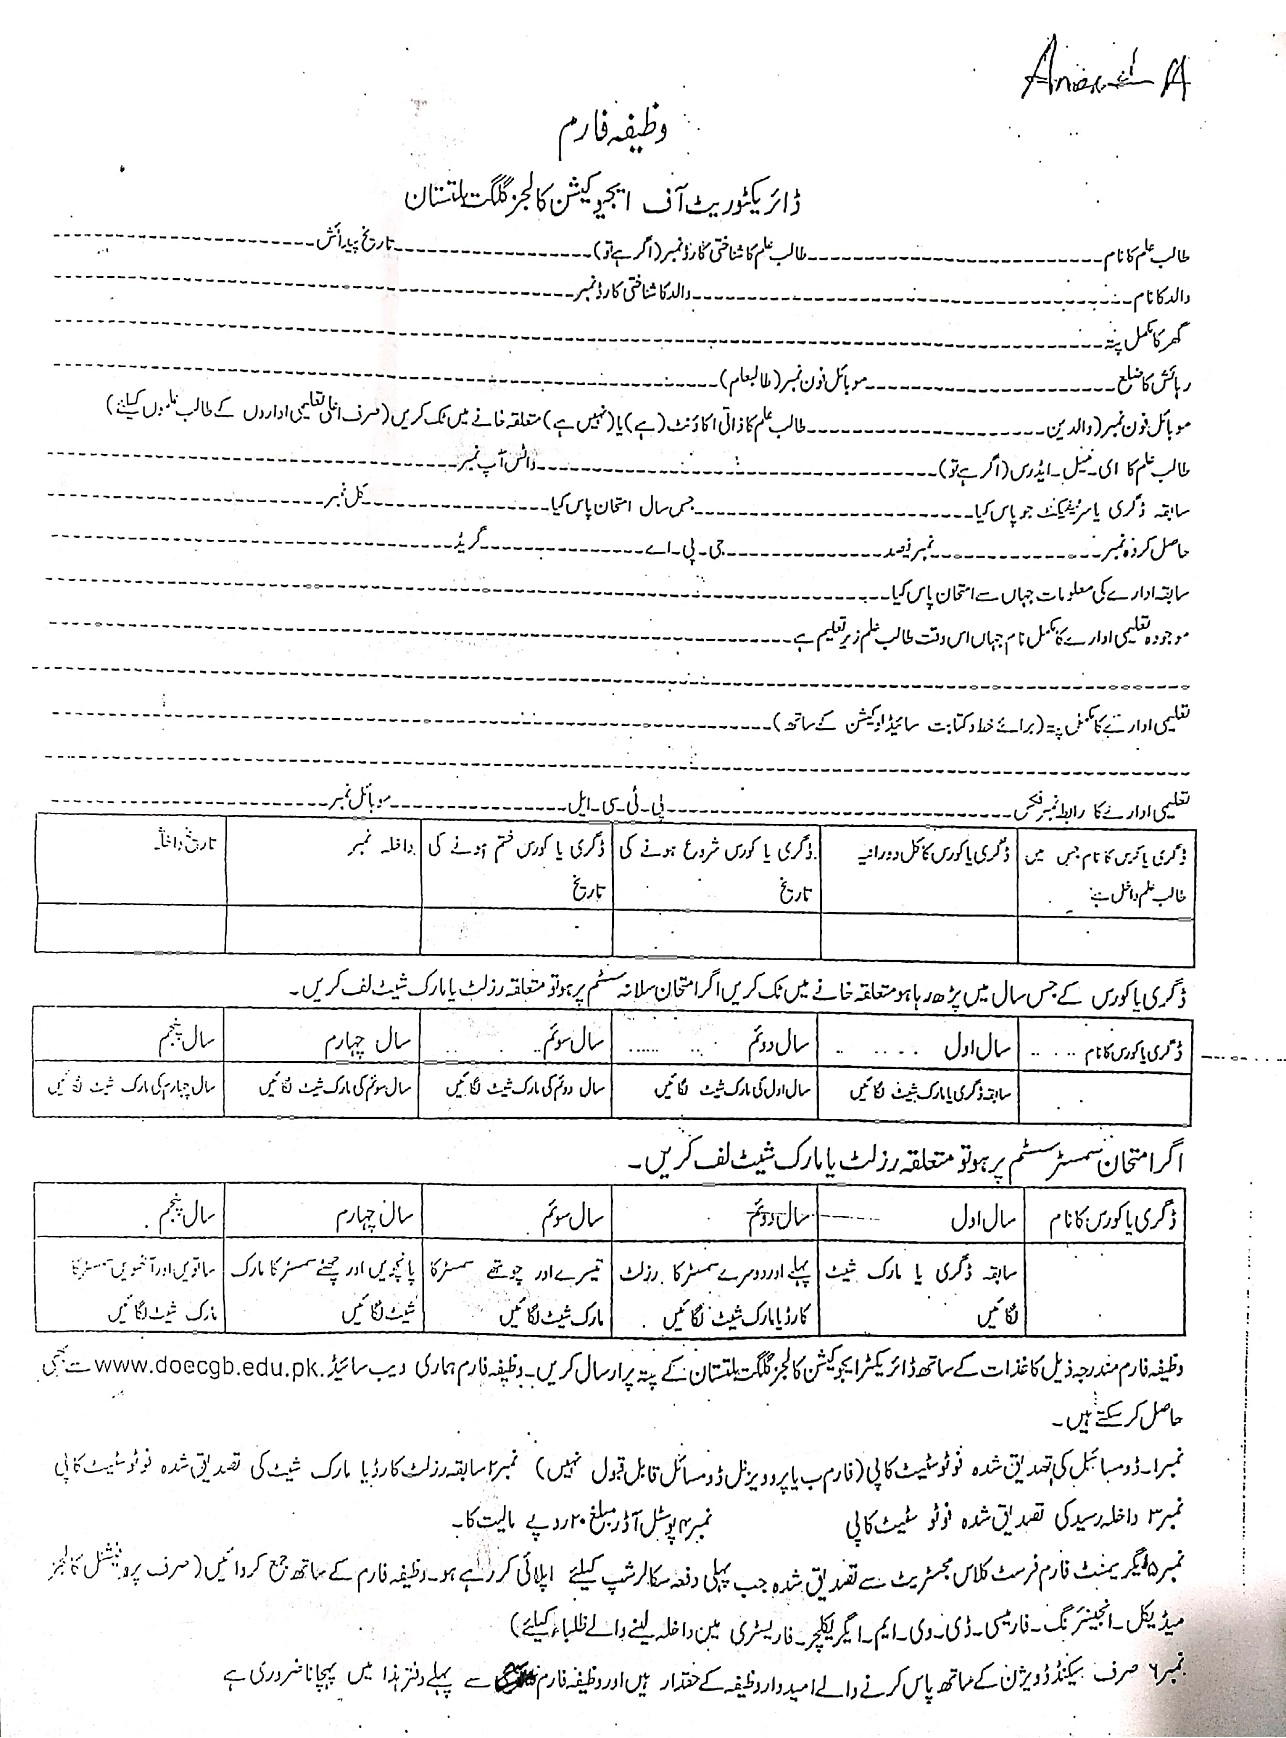 وظیفہ فارم
ڈائریکٹوریٹ آف ایجوکیشن کالجز گلگت بلتستان
طالب علم کا نام ---------- طالب علم کا شناختی کارڈ نمبر (اگر ہے تو) ---------- تاریخ پیدائش ----------
والد کا نام ---------- والد کا شناختی کارڈ نمبر ----------
گھر کا مکمل پتہ ----------
رہائش کا ضلع ---------- موبائل فون نمبر (طالبعلم) ----------
موبائل فون نمبر (والدین ---------- طالب علم کا ذاتی اکاؤنٹ (ہے) یا (نہیں ہے) متعلقہ خانے میں ٹک کریں (صرف اعلیٰ تعلیمی اداروں کے طالب علموں کیلئے)
طالب علم کا ای۔میل۔ایڈرس (اگر ہے تو) ---------- واٹس آپ نمبر ----------
سابقہ ڈگری یا سرٹیفیکٹ جو پاس کیا ---------- جس سال امتحان پاس کیا ---------- کل نمبر ----------
حاصل کردہ نمبر ---------- نمبر فیصد ---------- جی۔پی۔اے ---------- گریڈ ----------
سابقہ ادارے کی معلومات جہاں سے امتحان پاس کیا ----------
موجودہ تعلیمی ادارے کا مکمل نام جہاں اس وقت طالب علم زیر تعلیم ہے ----------
تعلیمی ادارے کا مکمل پتہ (برائے خط و کتابت سائیڈ لوکیشن کے ساتھ) ----------
تعلیمی ادارے کا رابطہ نمبر فیکس ---------- پی۔ٹی۔سی۔ایل ---------- موبائل نمبر ----------
ڈگری یا کورس کا نام جس میں طالب علم داخل ہے | ڈگری یا کورس کا کل دورانیہ | ڈگری یا کورس شروع ہونے کی تاریخ | ڈگری یا کورس ختم ہونے کی تاریخ | داخلہ نمبر | تاریخ داخلہ
ڈگری یا کورس کے جس سال میں پڑھ رہا ہو متعلقہ خانے میں ٹک کریں اگر امتحان سلانہ سسٹم پر ہو تو متعلقہ رزلٹ یا مارک شیٹ لف کریں۔
ڈگری یا کورس کا نام | سال اول | سال دوئم | سال سوئم | سال چہارم | سال پنجم
سابقہ ڈگری یا مارک شیٹ لگائیں | سال اول کی مارک شیٹ لگائیں | سال دوئم کی مارک شیٹ لگائیں | سال سوئم کی مارک شیٹ لگائیں | سال چہارم کی مارک شیٹ لگائیں
اگر امتحان سمسٹر سسٹم پر ہو تو متعلقہ رزلٹ یا مارک شیٹ لف کریں۔
ڈگری یا کورس کا نام | سال اول | سال دوئم | سال سوئم | سال چہارم | سال پنجم
سابقہ ڈگری یا مارک شیٹ لگائیں | پہلے اور دوسرے سمسٹر کا رزلٹ کارڈ یا مارک شیٹ لگائیں | تیسرے اور چوتھے سمسٹر کا مارک شیٹ لگائیں | پانچویں اور چھٹے سمسٹر کا مارک شیٹ لگائیں | ساتویں اور آٹھویں سمسٹر کا مارک شیٹ لگائیں
وظیفہ فارم مندرجہ ذیل کاغذات کے ساتھ ڈائریکٹر ایجوکیشن کالجز گلگت بلتستان کے پتہ پر ارسال کریں۔ وظیفہ فارم ہماری ویب سائیڈ www.doecgb.edu.pk. سے بھی
حاصل کر سکتے ہیں۔
نمبر۱۔ ڈومسائیل کی تصدیق شدہ فوٹو سٹیٹ کاپی (فارم ب یا پرویزنل ڈومسائل قابل قبول نہیں) نمبر۲ سابقہ رزلٹ کارڈ یا مارک شیٹ کی تصدیق شدہ فوٹو سٹیٹ کاپی
نمبر۳ داخلہ رسید کی تصدیق شدہ فوٹو سٹیٹ کاپی نمبر۴ پوسٹل آڈر مبلغ ۲۰ روپے مالیت کا۔
نمبر۵ ایگریمنٹ فارم فرسٹ کلاس مجسٹریٹ سے تصدیق شدہ جب پہلی دفعہ سکالرشپ کیلئے اپلائی کر رہے ہو۔ وظیفہ فارم کے ساتھ جمع کروائیں (صرف پروفیشنل کالجز
میڈیکل۔انجینئرنگ۔فارمیسی۔ڈی۔وی۔ایم۔ایگریکلچر۔فاریسٹری میں داخلہ لینے والے طلباء کیلئے)
نمبر۶ صرف سیکنڈ ڈویژن کے ساتھ پاس کرنے والے امیدوار وظیفہ کے حقدار ہیں اور وظیفہ فارم سے پہلے دفتر ہذا میں پہچانا ضروری ہے